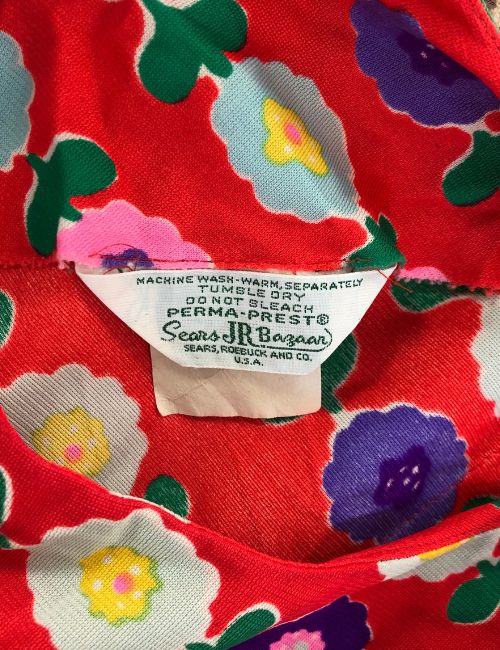 MACHINE WASH-WARM, SEPARATELY
TUMBLE DRY
DO NOT BLEACH
PERMA-PREST®
Sears JR Bazaar
SEARS, ROEBUCK AND CO.
U.S.A.